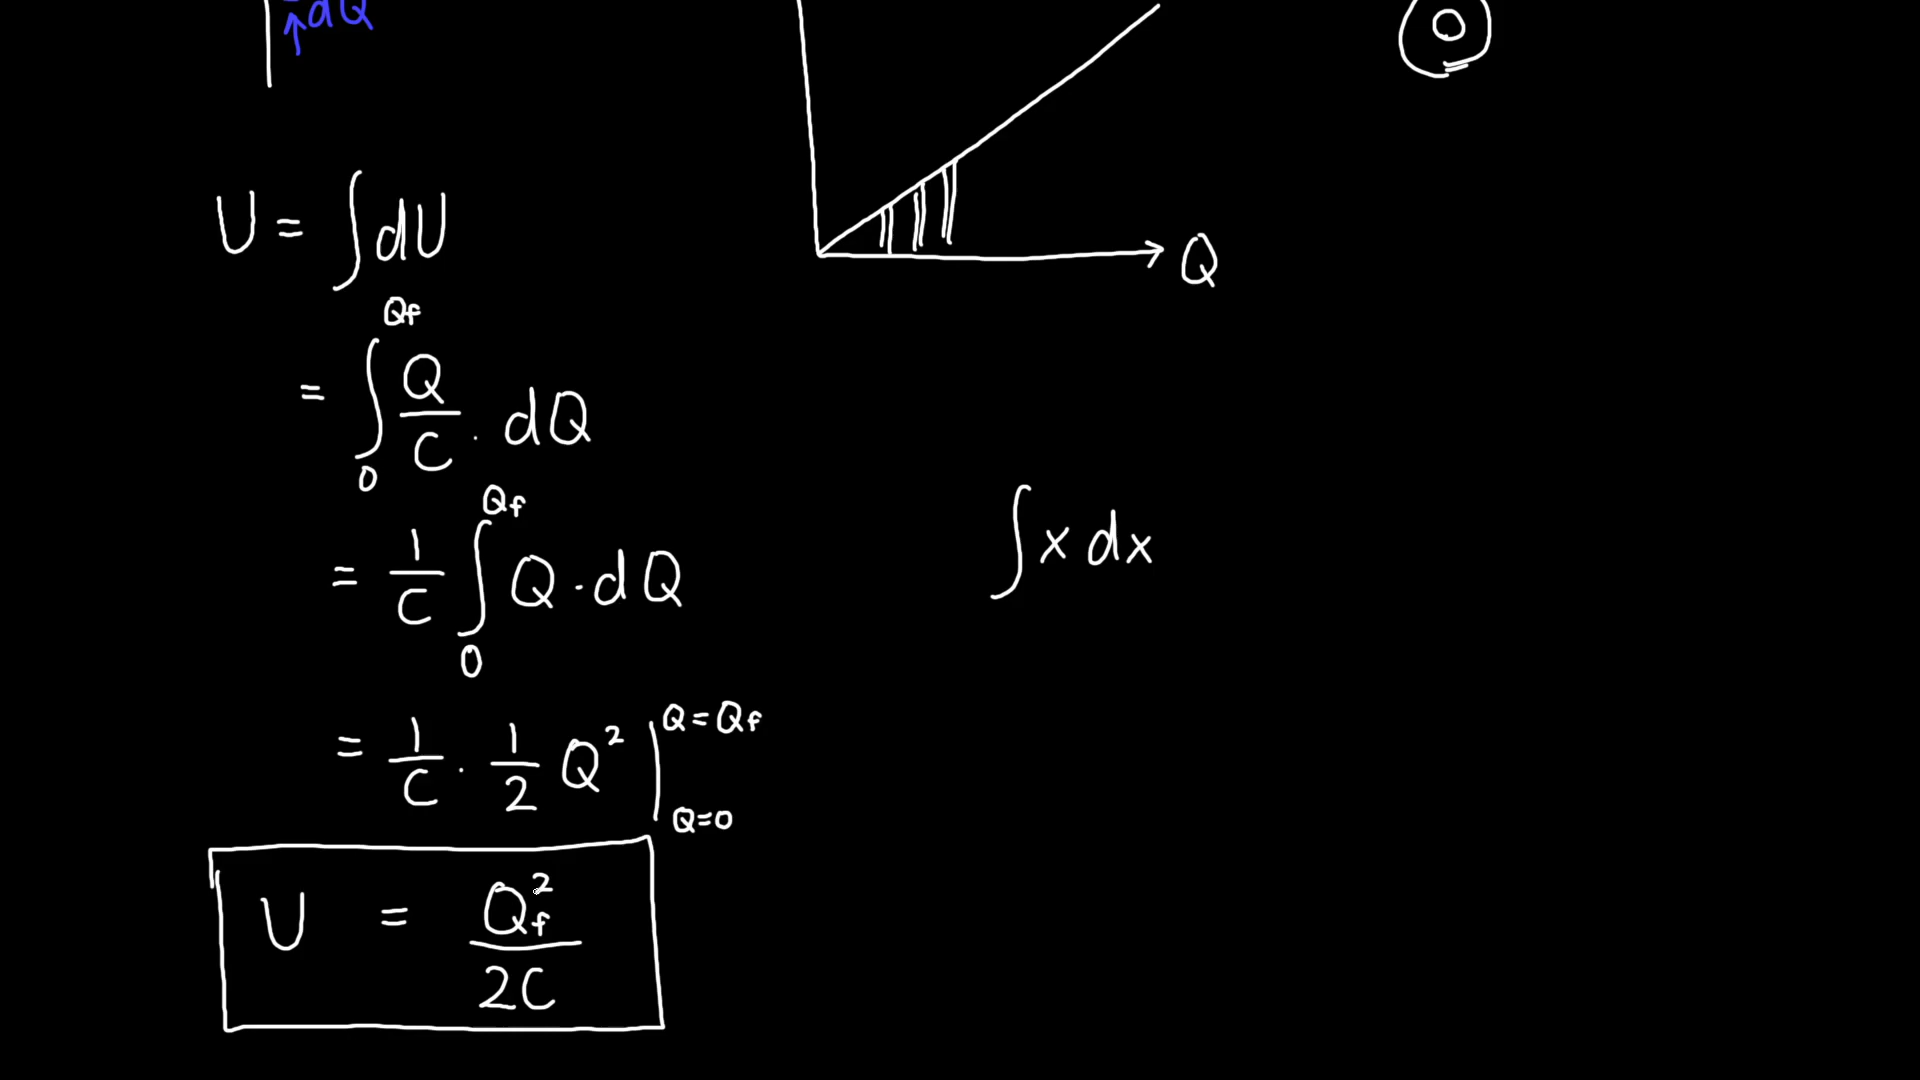 dQ
Q
U = ∫ dU
= ∫₀^Qf Q/C · dQ
= 1/C ∫₀^Qf Q · dQ
∫ x dx
= 1/C · 1/2 Q² |_{Q=0}^{Q=Qf}
U = Qf²/2C